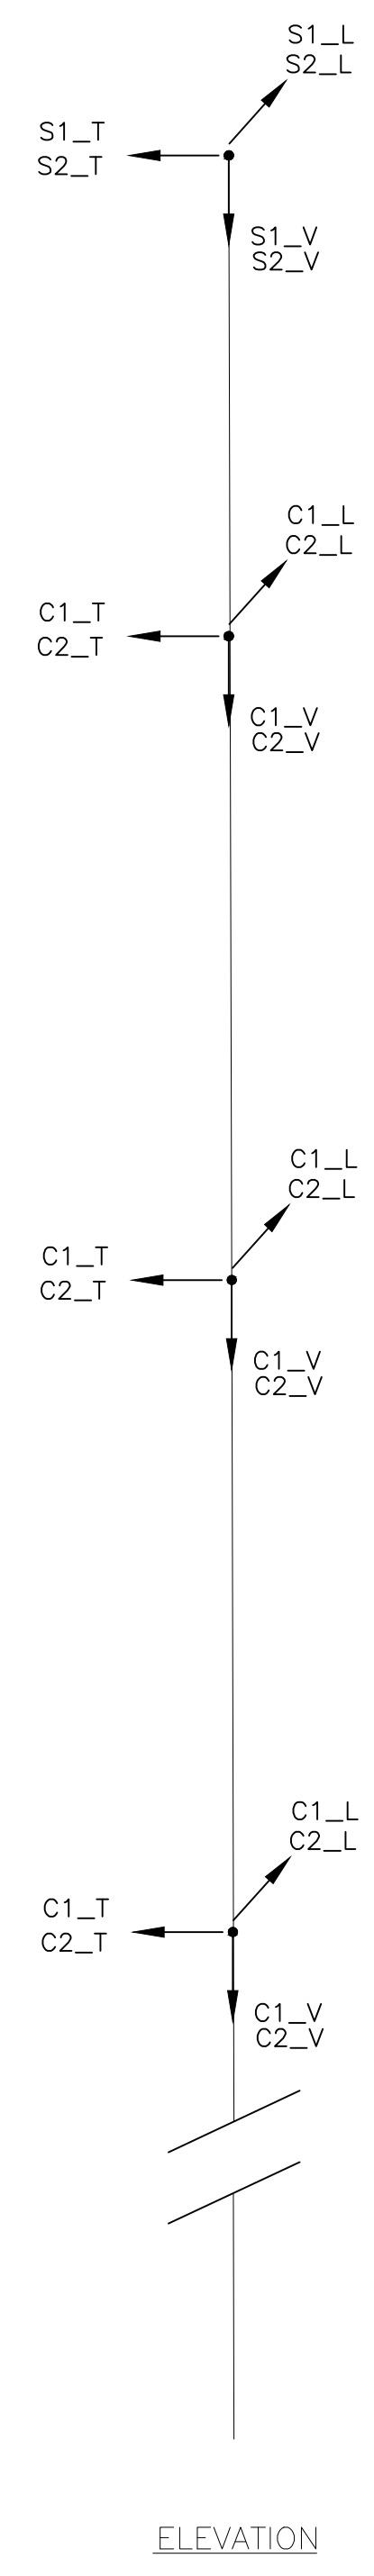 S1_L
S2_L
S1_T
S2_T
S1_V
S2_V
C1_L
C2_L
C1_T
C2_T
C1_V
C2_V
C1_L
C2_L
C1_T
C2_T
C1_V
C2_V
C1_L
C2_L
C1_T
C2_T
C1_V
C2_V
ELEVATION